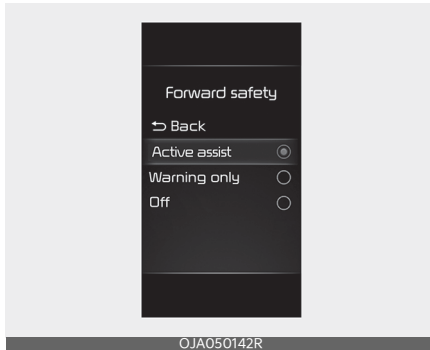 Forward safety
Back
Active assist
Warning only
Off
OJA050142R